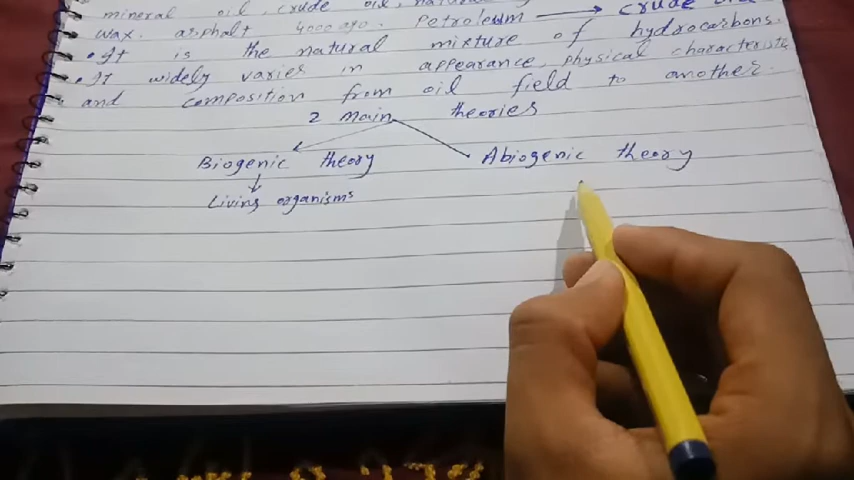 mineral oil, crude oil,
wax. asphalt 4000 ago. Petroleum → crude
• It is the natural mixture of hydrocarbons.
• It widely varies in appearance, physical characterists
and composition from oil field to another.
2 main theories
Biogenic theory Abiogenic theory
Living organisms